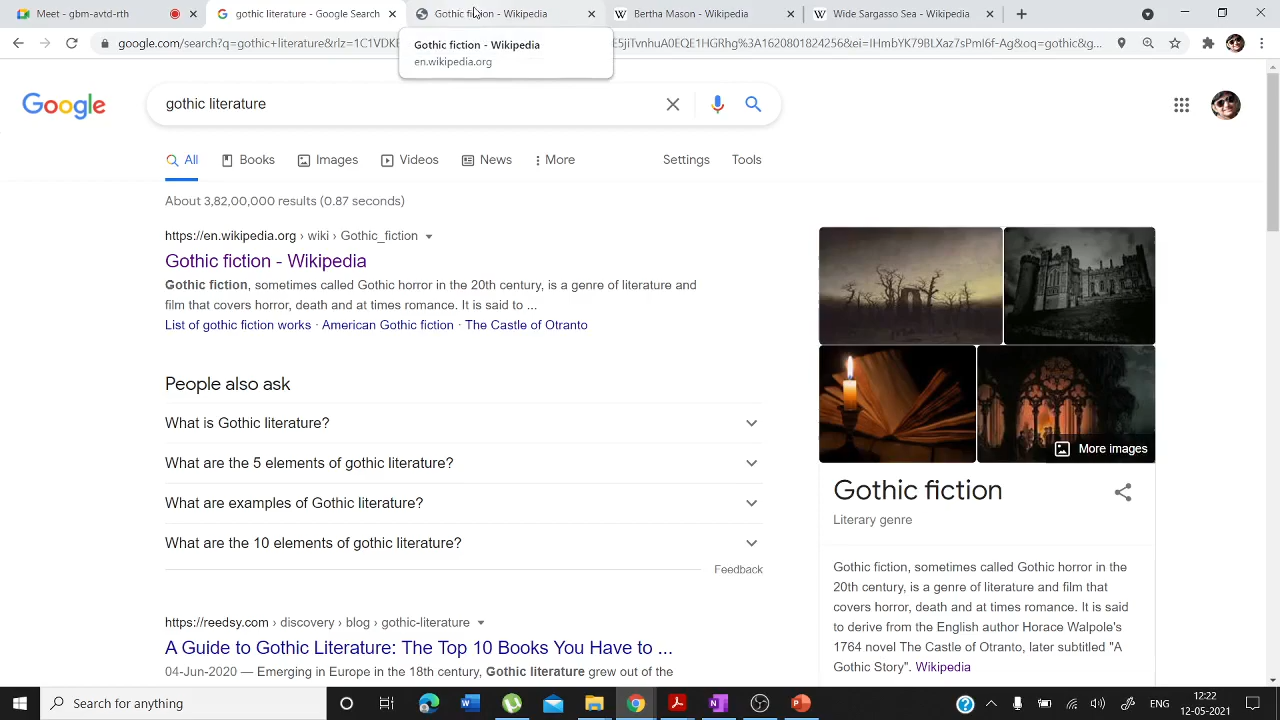 Meet - gbm-avtd-dth
gothic literature - Google Search
Gothic fiction - Wikipedia
Bertha Mason - Wikipedia
Wide Sargasso Sea - Wikipedia
Gothic fiction - Wikipedia
en.wikipedia.org
Google
gothic literature
All
Books
Images
Videos
News
More
Settings
Tools
About 3,82,00,000 results (0.87 seconds)
https://en.wikipedia.org › wiki › Gothic_fiction
Gothic fiction - Wikipedia
Gothic fiction, sometimes called Gothic horror in the 20th century, is a genre of literature and
film that covers horror, death and at times romance. It is said to ...
List of gothic fiction works · American Gothic fiction · The Castle of Otranto
People also ask
What is Gothic literature?
What are the 5 elements of gothic literature?
What are examples of Gothic literature?
What are the 10 elements of gothic literature?
Feedback
https://reedsy.com › discovery › blog › gothic-literature
A Guide to Gothic Literature: The Top 10 Books You Have to ...
04-Jun-2020 — Emerging in Europe in the 18th century, Gothic literature grew out of the
More images
Gothic fiction
Literary genre
Gothic fiction, sometimes called Gothic horror in the
20th century, is a genre of literature and film that
covers horror, death and at times romance. It is said
to derive from the English author Horace Walpole's
1764 novel The Castle of Otranto, later subtitled "A
Gothic Story". Wikipedia
Search for anything
ENG
12:22
12-05-2021